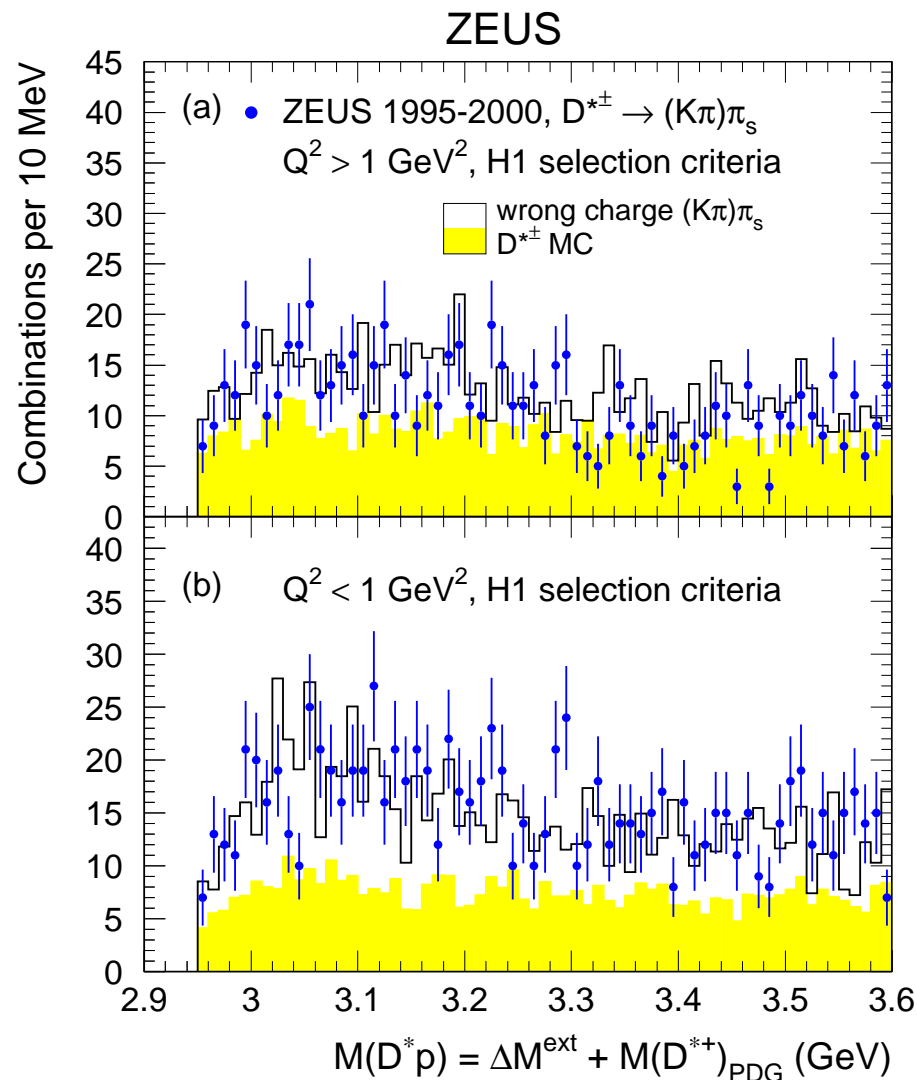 ZEUS
Combinations per 10 MeV
45
40
35
30
25
20
15
10
5
0
(a) ZEUS 1995-2000, D*± → (Kπ)πs
Q² > 1 GeV², H1 selection criteria
wrong charge (Kπ)πs
D*± MC
40
35
30
25
20
15
10
5
0
(b) Q² < 1 GeV², H1 selection criteria
2.9 3 3.1 3.2 3.3 3.4 3.5 3.6
M(D*p) = ΔM^ext + M(D*+)PDG (GeV)